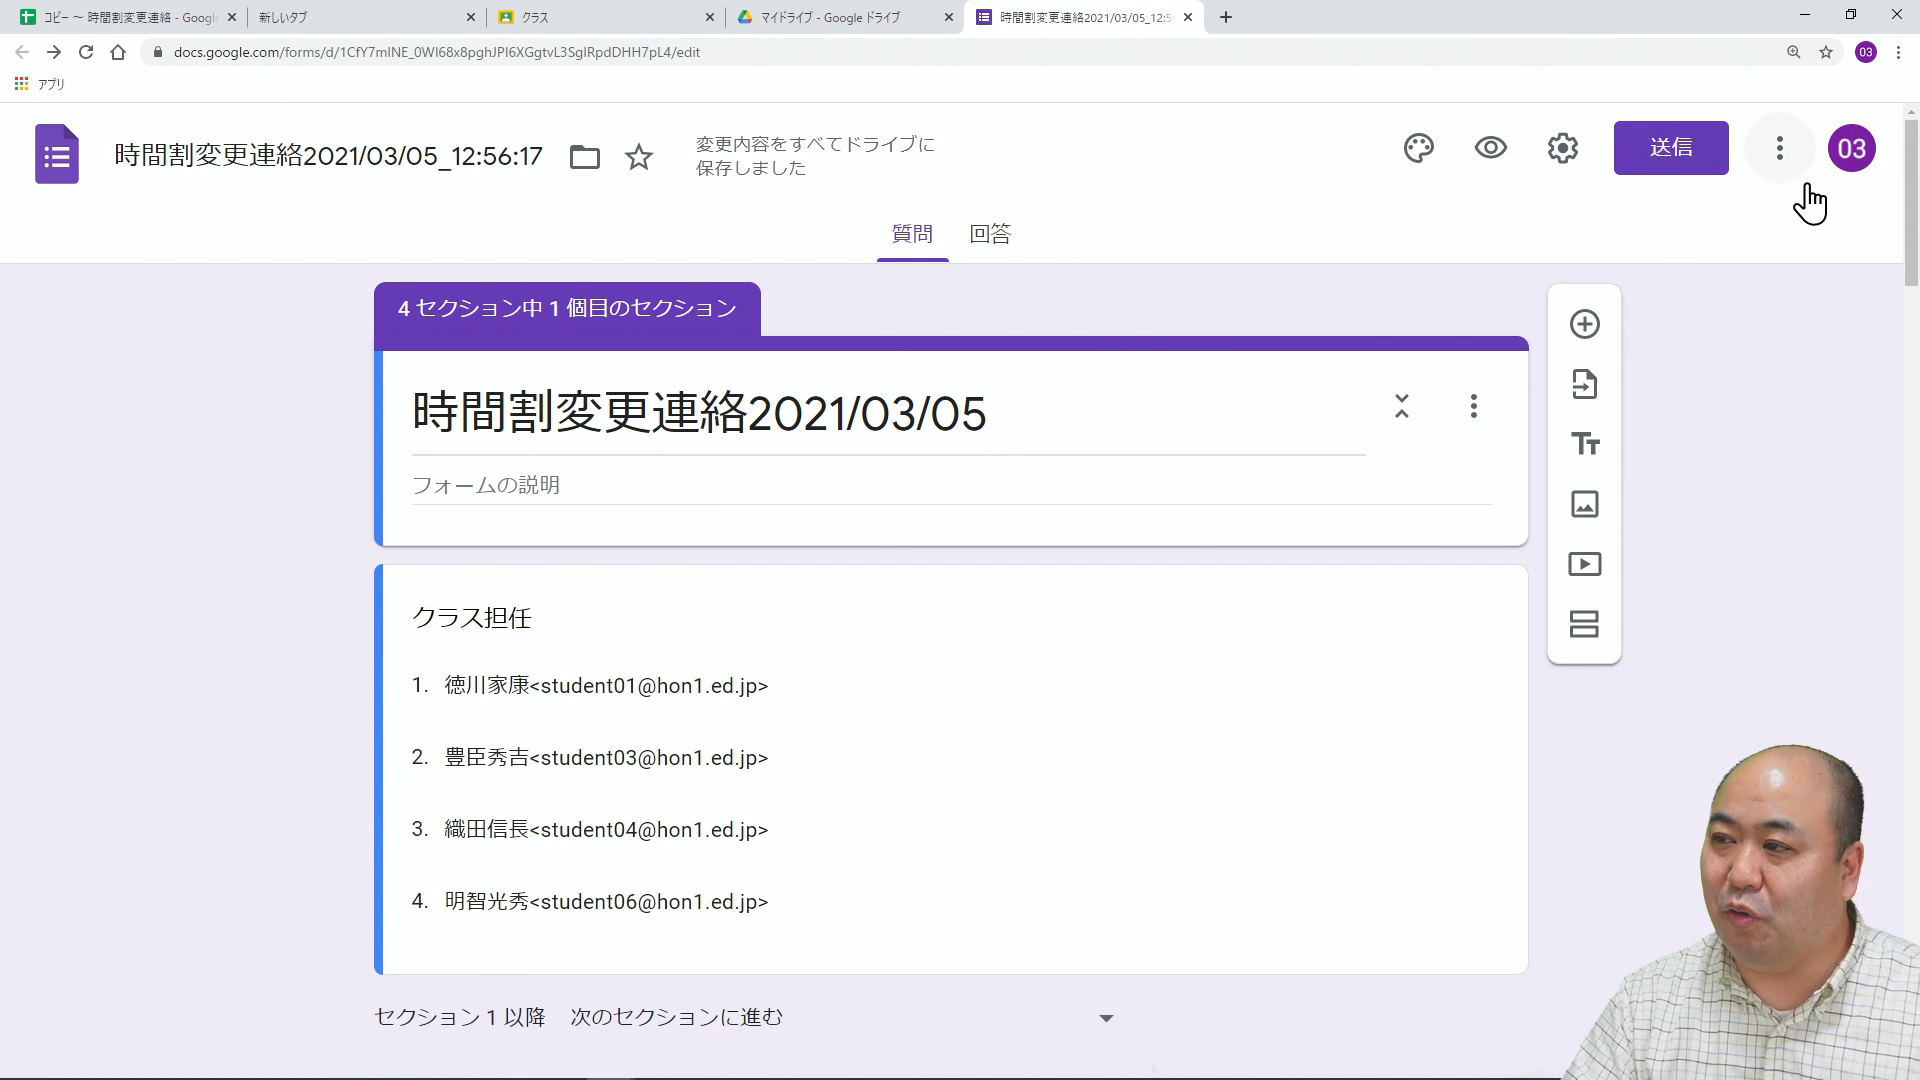 コピー ～ 時間割変更連絡 - Googl
新しいタブ
クラス
マイドライブ - Google ドライブ
時間割変更連絡2021/03/05_12:5
アプリ
03
時間割変更連絡2021/03/05_12:56:17
変更内容をすべてドライブに
保存しました
送信
03
質問
回答
4 セクション中 1 個目のセクション
時間割変更連絡2021/03/05
フォームの説明
クラス担任
1. 徳川家康<student01@hon1.ed.jp>
2. 豊臣秀吉<student03@hon1.ed.jp>
3. 織田信長<student04@hon1.ed.jp>
4. 明智光秀<student06@hon1.ed.jp>
セクション 1 以降 次のセクションに進む